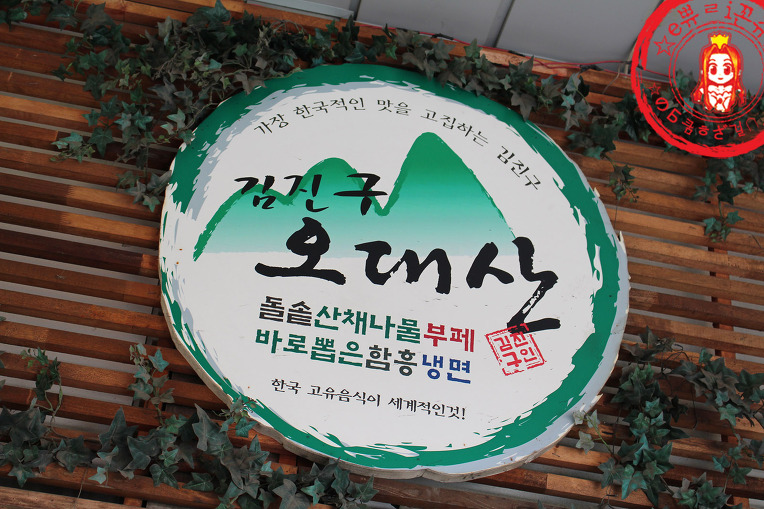 가장 한국적인 맛을 고집하는 김진구
김진구
오대산
돌솥산채나물부페
바로뽑은함흥냉면
김진구인
한국 고유음식이 세계적인것!